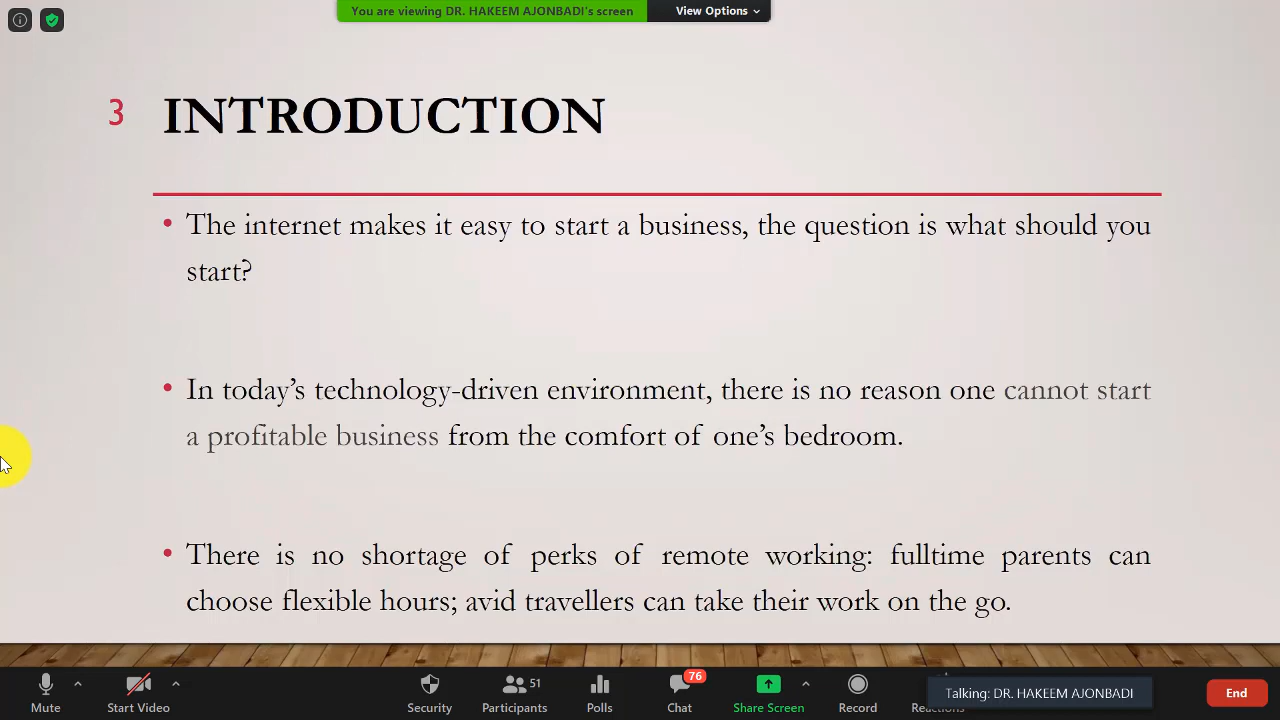 You are viewing DR. HAKEEM AJONBADI's screen
View Options
3 INTRODUCTION
• The internet makes it easy to start a business, the question is what should you
start?
• In today's technology-driven environment, there is no reason one cannot start
a profitable business from the comfort of one's bedroom.
• There is no shortage of perks of remote working: fulltime parents can
choose flexible hours; avid travellers can take their work on the go.
51
76
Talking: DR. HAKEEM AJONBADI
End
Mute
Start Video
Security
Participants
Polls
Chat
Share Screen
Record
Reactions